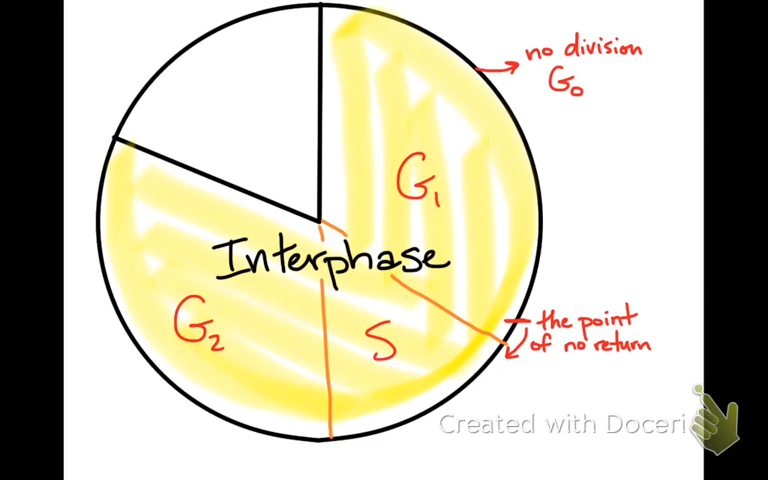 no division
G₀
G₁
Interphase
G₂
S
the point
of no return
Created with Doceri